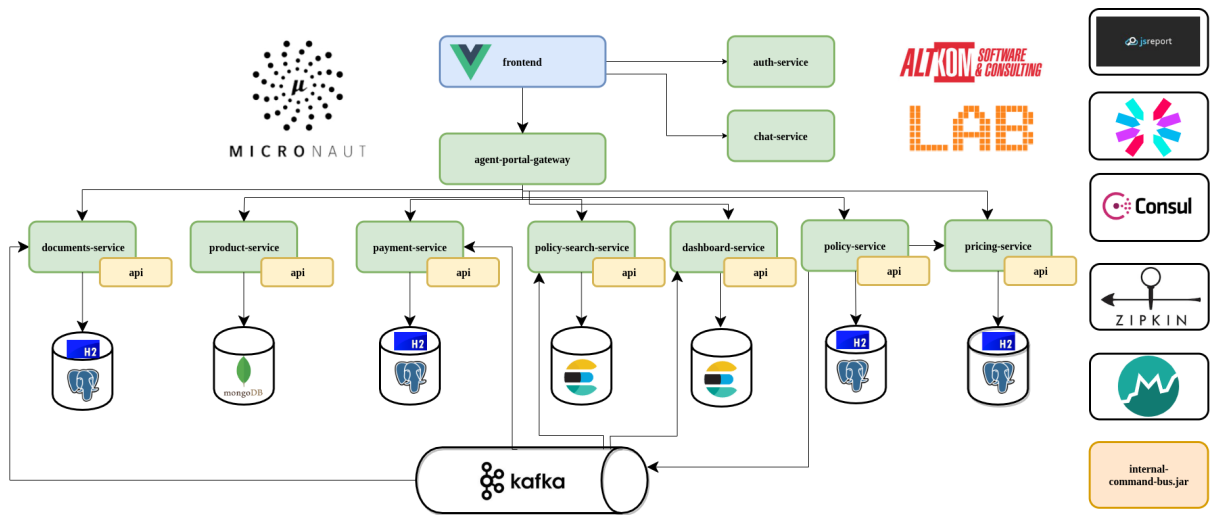 frontend
auth-service
chat-service
agent-portal-gateway
μ
MICRONAUT
ALTKOM SOFTWARE
& CONSULTING
LAB
jsreport
Consul
ZIPKIN
internal-
command-bus.jar
documents-service
api
product-service
api
payment-service
api
policy-search-service
api
dashboard-service
api
policy-service
api
pricing-service
api
H2
mongoDB
H2
H2
H2
kafka